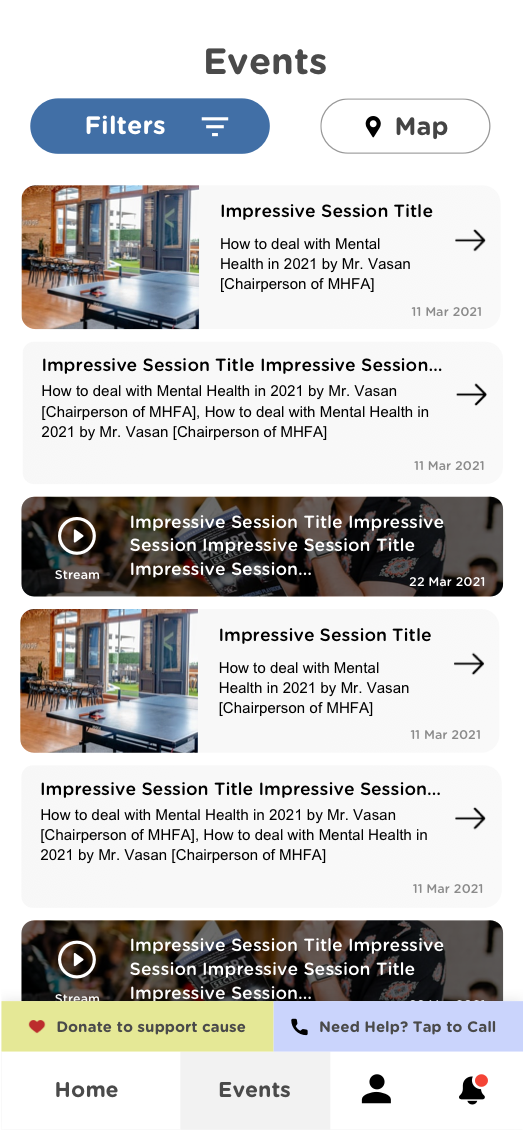 Events
Filters
Map
Impressive Session Title
How to deal with Mental
Health in 2021 by Mr. Vasan
[Chairperson of MHFA]
11 Mar 2021
Impressive Session Title Impressive Session...
How to deal with Mental Health in 2021 by Mr. Vasan
[Chairperson of MHFA], How to deal with Mental Health in
2021 by Mr. Vasan [Chairperson of MHFA]
11 Mar 2021
Impressive Session Title Impressive
Session Impressive Session Title
Impressive Session...
Stream
22 Mar 2021
Impressive Session Title
How to deal with Mental
Health in 2021 by Mr. Vasan
[Chairperson of MHFA]
11 Mar 2021
Impressive Session Title Impressive Session...
How to deal with Mental Health in 2021 by Mr. Vasan
[Chairperson of MHFA], How to deal with Mental Health in
2021 by Mr. Vasan [Chairperson of MHFA]
11 Mar 2021
Impressive Session Title Impressive
Session Impressive Session Title
Impressive Session...
Stream
Donate to support cause
Need Help? Tap to Call
Home
Events